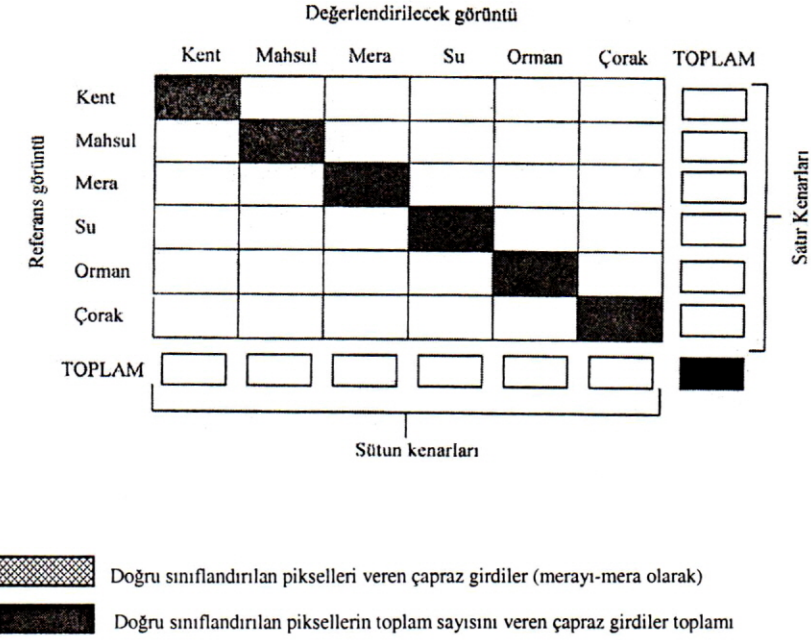 Değerlendirilecek görüntü
Kent Mahsul Mera Su Orman Çorak TOPLAM
Kent
Mahsul
Mera
Su
Orman
Çorak
TOPLAM
Referans görüntü
Satır Kenarları
Sütun kenarları
Doğru sınıflandırılan pikselleri veren çapraz girdiler (merayı-mera olarak)
Doğru sınıflandırılan piksellerin toplam sayısını veren çapraz girdiler toplamı